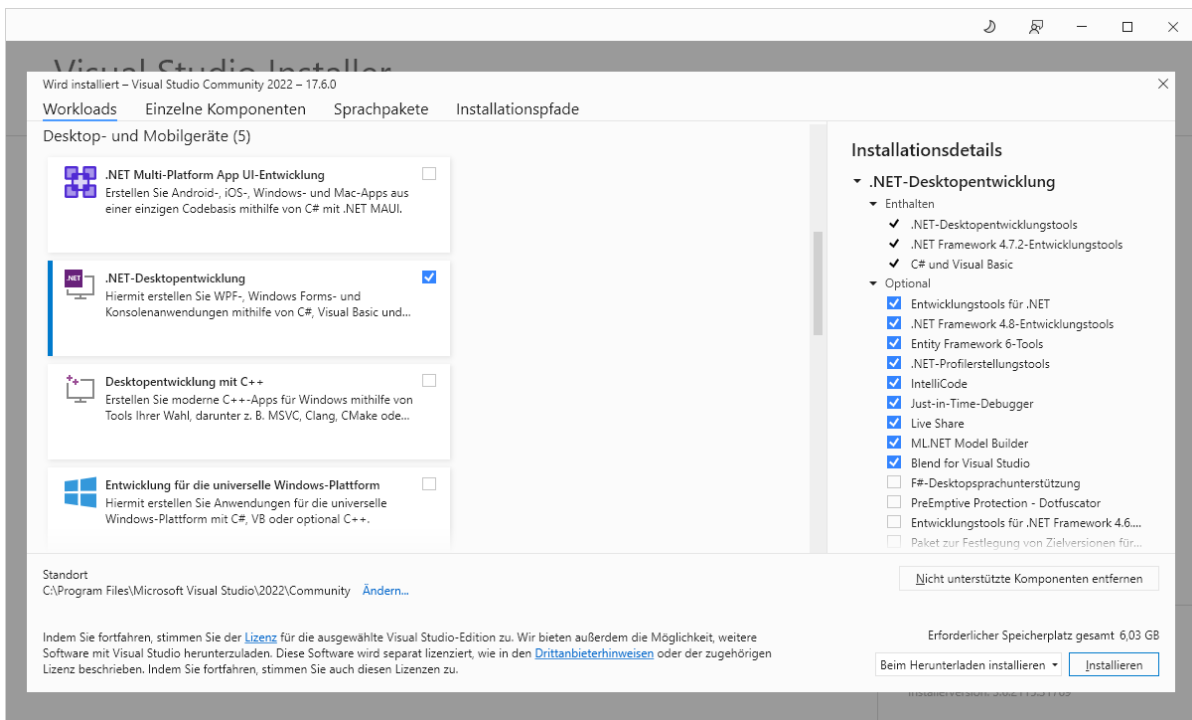 Visual Studio Installer
Wird installiert – Visual Studio Community 2022 – 17.6.0
Workloads Einzelne Komponenten Sprachpakete Installationspfade
Desktop- und Mobilgeräte (5)
.NET Multi-Platform App UI-Entwicklung
Erstellen Sie Android-, iOS-, Windows- und Mac-Apps aus
einer einzigen Codebasis mithilfe von C# mit .NET MAUI.
.NET
.NET-Desktopentwicklung
Hiermit erstellen Sie WPF-, Windows Forms- und
Konsolenanwendungen mithilfe von C#, Visual Basic und...
Desktopentwicklung mit C++
Erstellen Sie moderne C++-Apps für Windows mithilfe von
Tools Ihrer Wahl, darunter z. B. MSVC, Clang, CMake ode...
Entwicklung für die universelle Windows-Plattform
Hiermit erstellen Sie Anwendungen für die universelle
Windows-Plattform mit C#, VB oder optional C++.
Installationsdetails
.NET-Desktopentwicklung
Enthalten
.NET-Desktopentwicklungstools
.NET Framework 4.7.2-Entwicklungstools
C# und Visual Basic
Optional
Entwicklungstools für .NET
.NET Framework 4.8-Entwicklungstools
Entity Framework 6-Tools
.NET-Profilerstellungstools
IntelliCode
Just-in-Time-Debugger
Live Share
ML.NET Model Builder
Blend for Visual Studio
F#-Desktopsprachunterstützung
PreEmptive Protection - Dotfuscator
Entwicklungstools für .NET Framework 4.6....
Paket zur Festlegung von Zielversionen für...
Standort
C:\Program Files\Microsoft Visual Studio\2022\Community Ändern...
Nicht unterstützte Komponenten entfernen
Indem Sie fortfahren, stimmen Sie der Lizenz für die ausgewählte Visual Studio-Edition zu. Wir bieten außerdem die Möglichkeit, weitere
Software mit Visual Studio herunterzuladen. Diese Software wird separat lizenziert, wie in den Drittanbieterhinweisen oder der zugehörigen
Lizenz beschrieben. Indem Sie fortfahren, stimmen Sie auch diesen Lizenzen zu.
Erforderlicher Speicherplatz gesamt 6,03 GB
Beim Herunterladen installieren Installieren